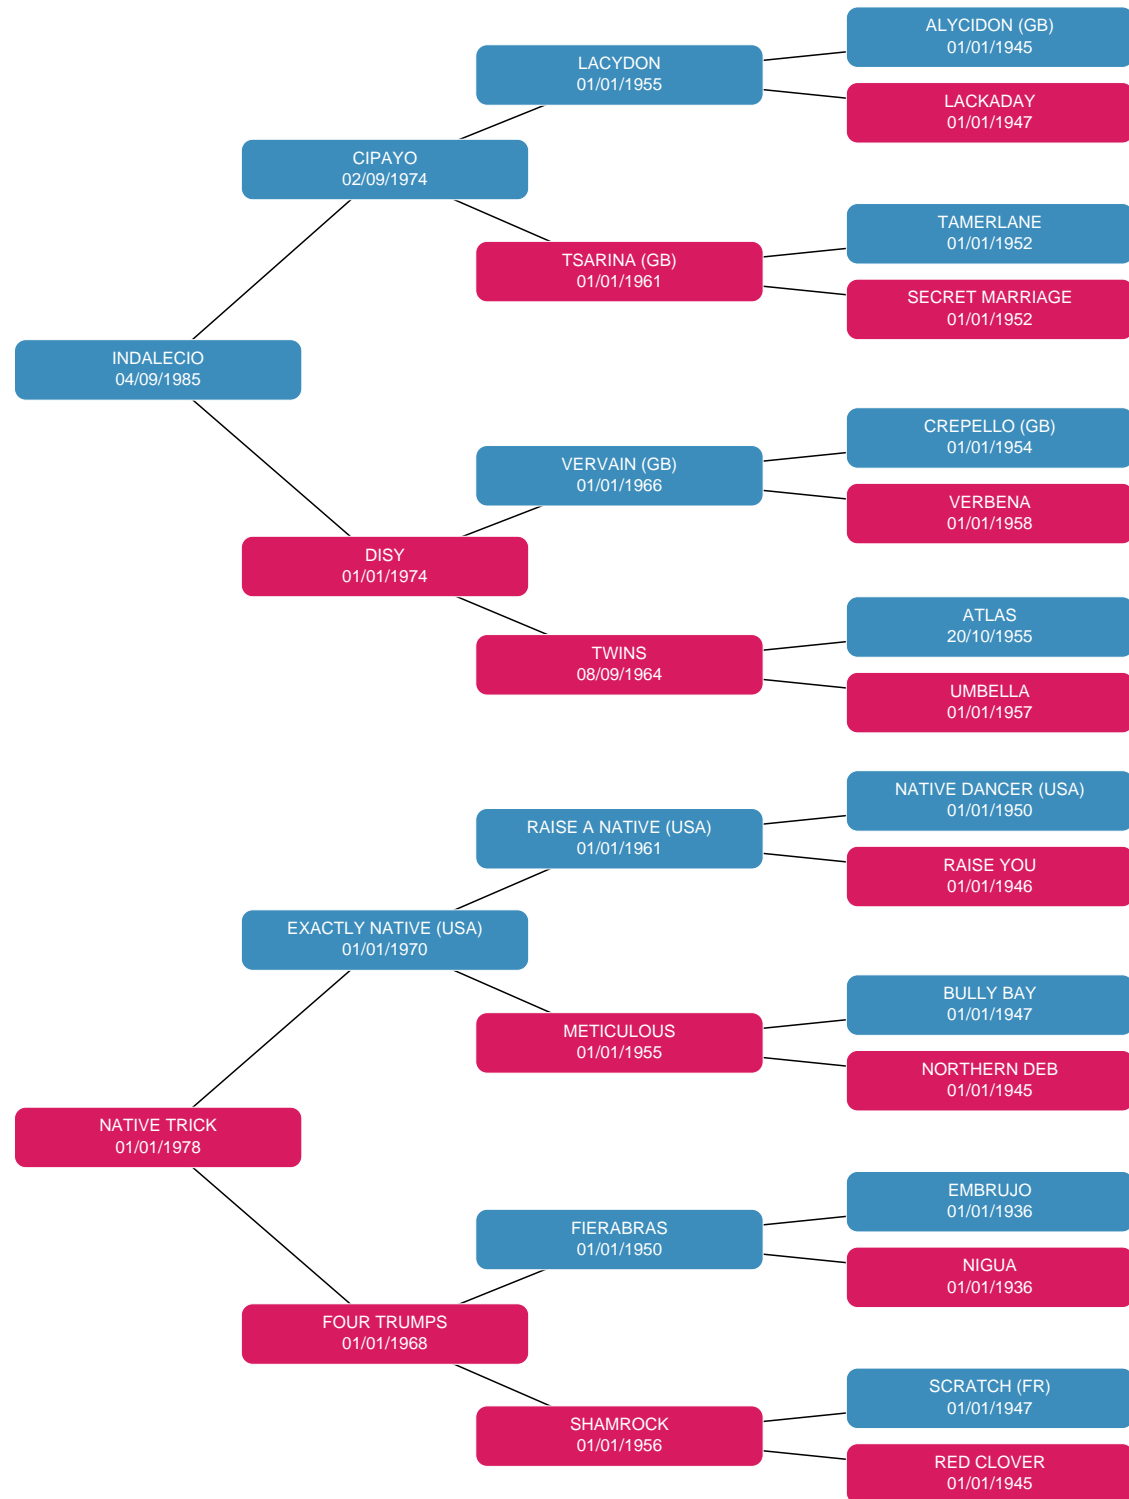 ALYCIDON (GB)
01/01/1945
LACYDON
01/01/1955
LACKADAY
01/01/1947
CIPAYO
02/09/1974
TAMERLANE
01/01/1952
TSARINA (GB)
01/01/1961
SECRET MARRIAGE
01/01/1952
INDALECIO
04/09/1985
CREPELLO (GB)
01/01/1954
VERVAIN (GB)
01/01/1966
VERBENA
01/01/1958
DISY
01/01/1974
ATLAS
20/10/1955
TWINS
08/09/1964
UMBELLA
01/01/1957
NATIVE DANCER (USA)
01/01/1950
RAISE A NATIVE (USA)
01/01/1961
RAISE YOU
01/01/1946
EXACTLY NATIVE (USA)
01/01/1970
BULLY BAY
01/01/1947
METICULOUS
01/01/1955
NORTHERN DEB
01/01/1945
NATIVE TRICK
01/01/1978
EMBRUJO
01/01/1936
FIERABRAS
01/01/1950
NIGUA
01/01/1936
FOUR TRUMPS
01/01/1968
SCRATCH (FR)
01/01/1947
SHAMROCK
01/01/1956
RED CLOVER
01/01/1945